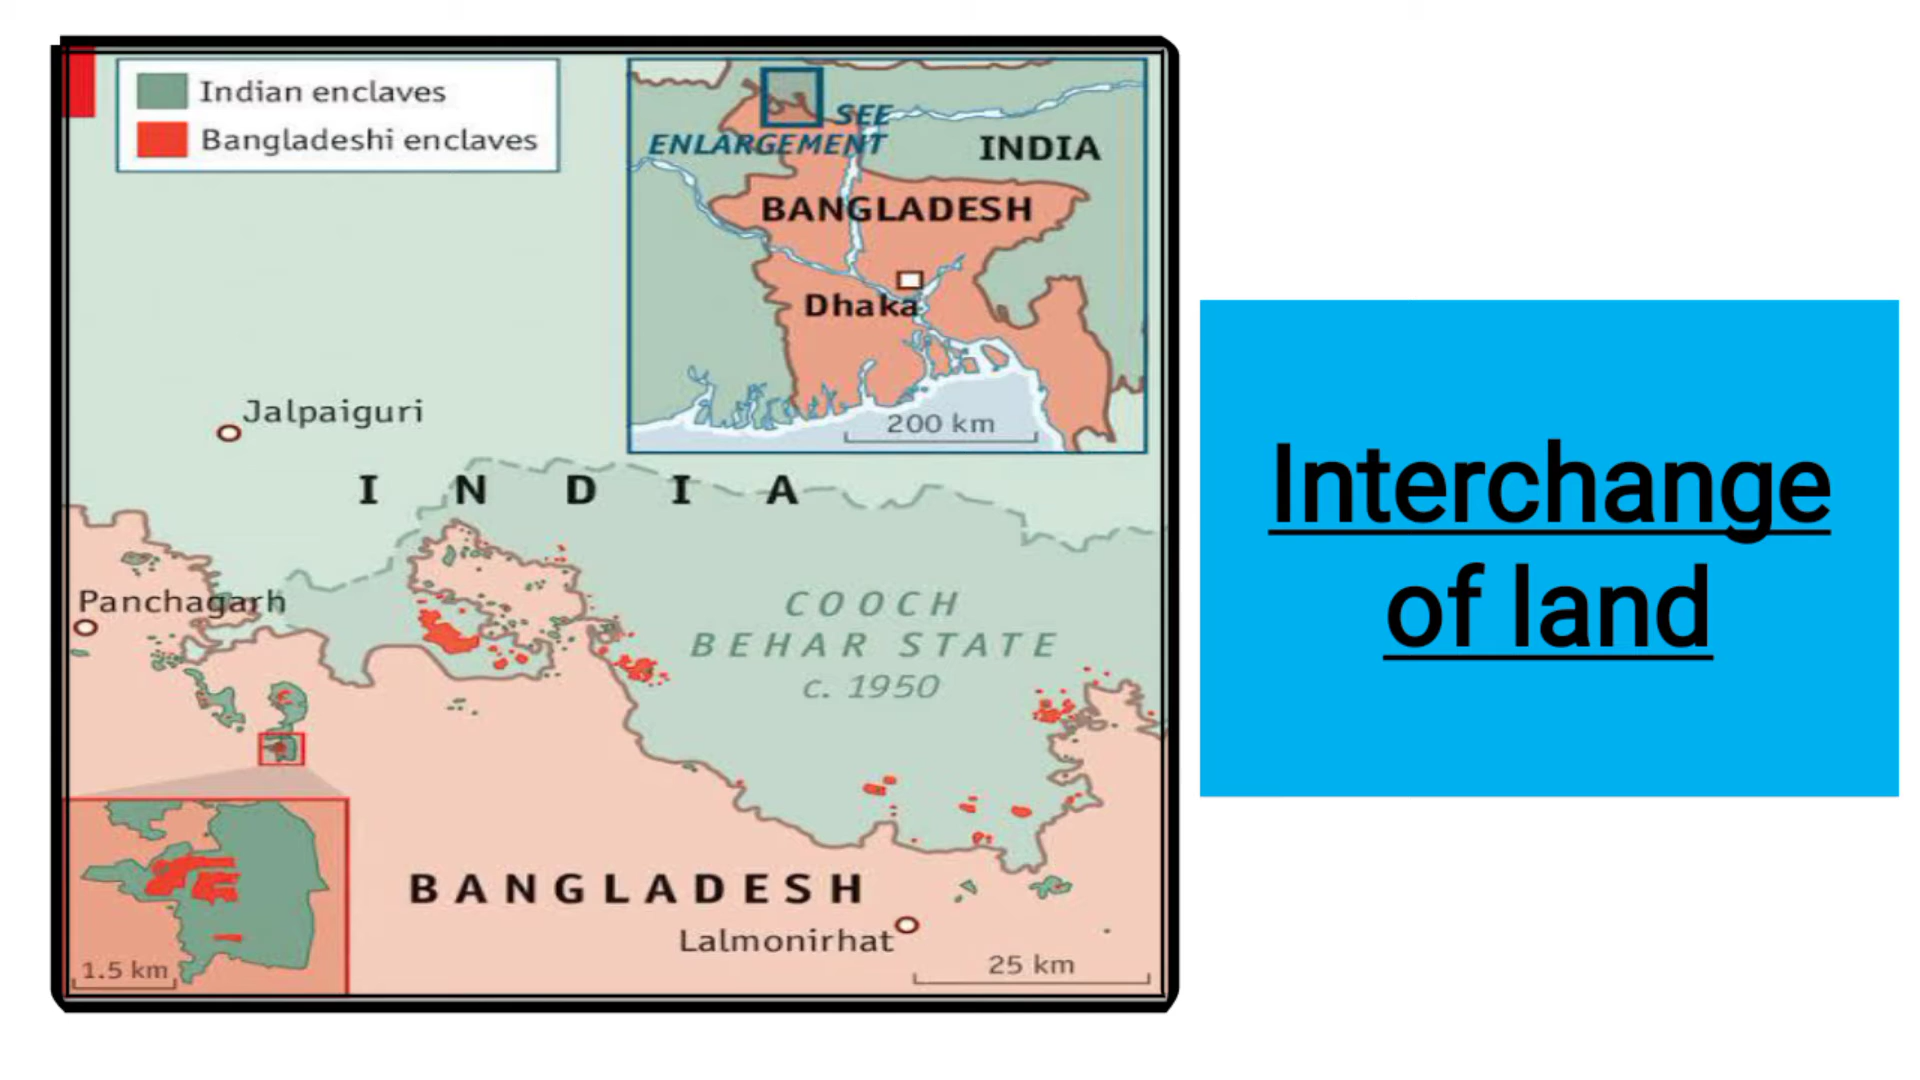 Indian enclaves
Bangladeshi enclaves
SEE
ENLARGEMENT
INDIA
BANGLADESH
Dhaka
200 km
Jalpaiguri
INDIA
Panchagarh
COOCH
BEHAR STATE
c. 1950
BANGLADESH
Lalmonirhat
1.5 km
25 km
Interchange
of land